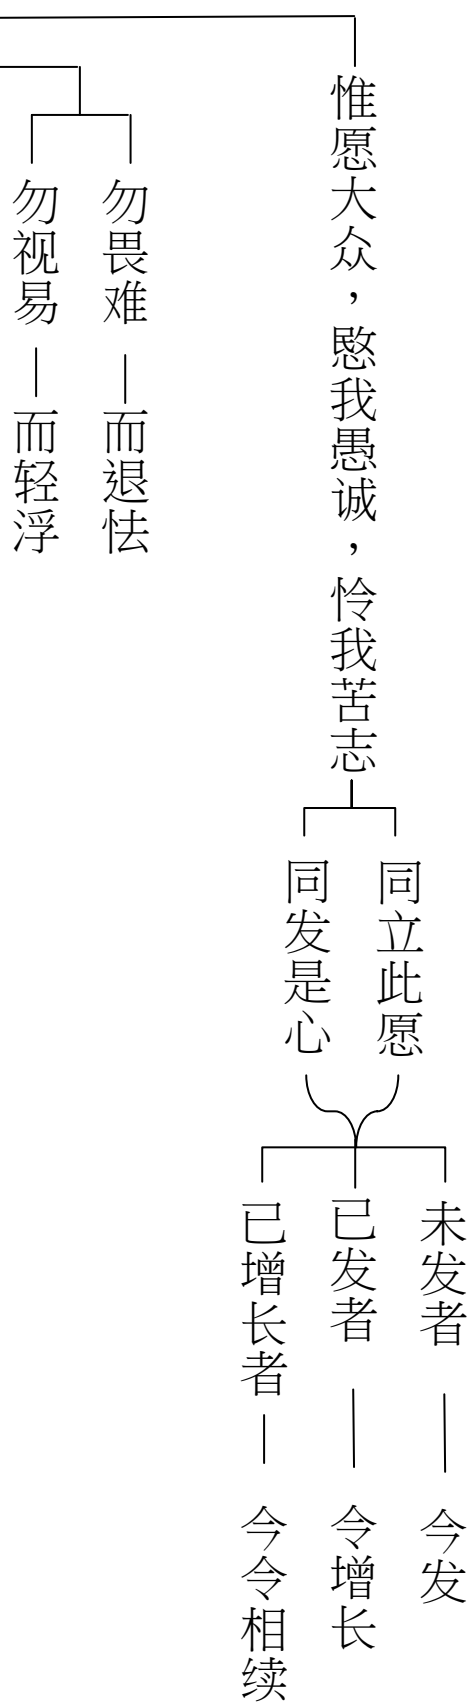 惟愿大众，愍我愚诚，怜我苦志
同立此愿
同发是心
未发者 — 今发
已发者 — 令增长
已增长者 — 今令相续
勿畏难 — 而退怯
勿视易 — 而轻浮